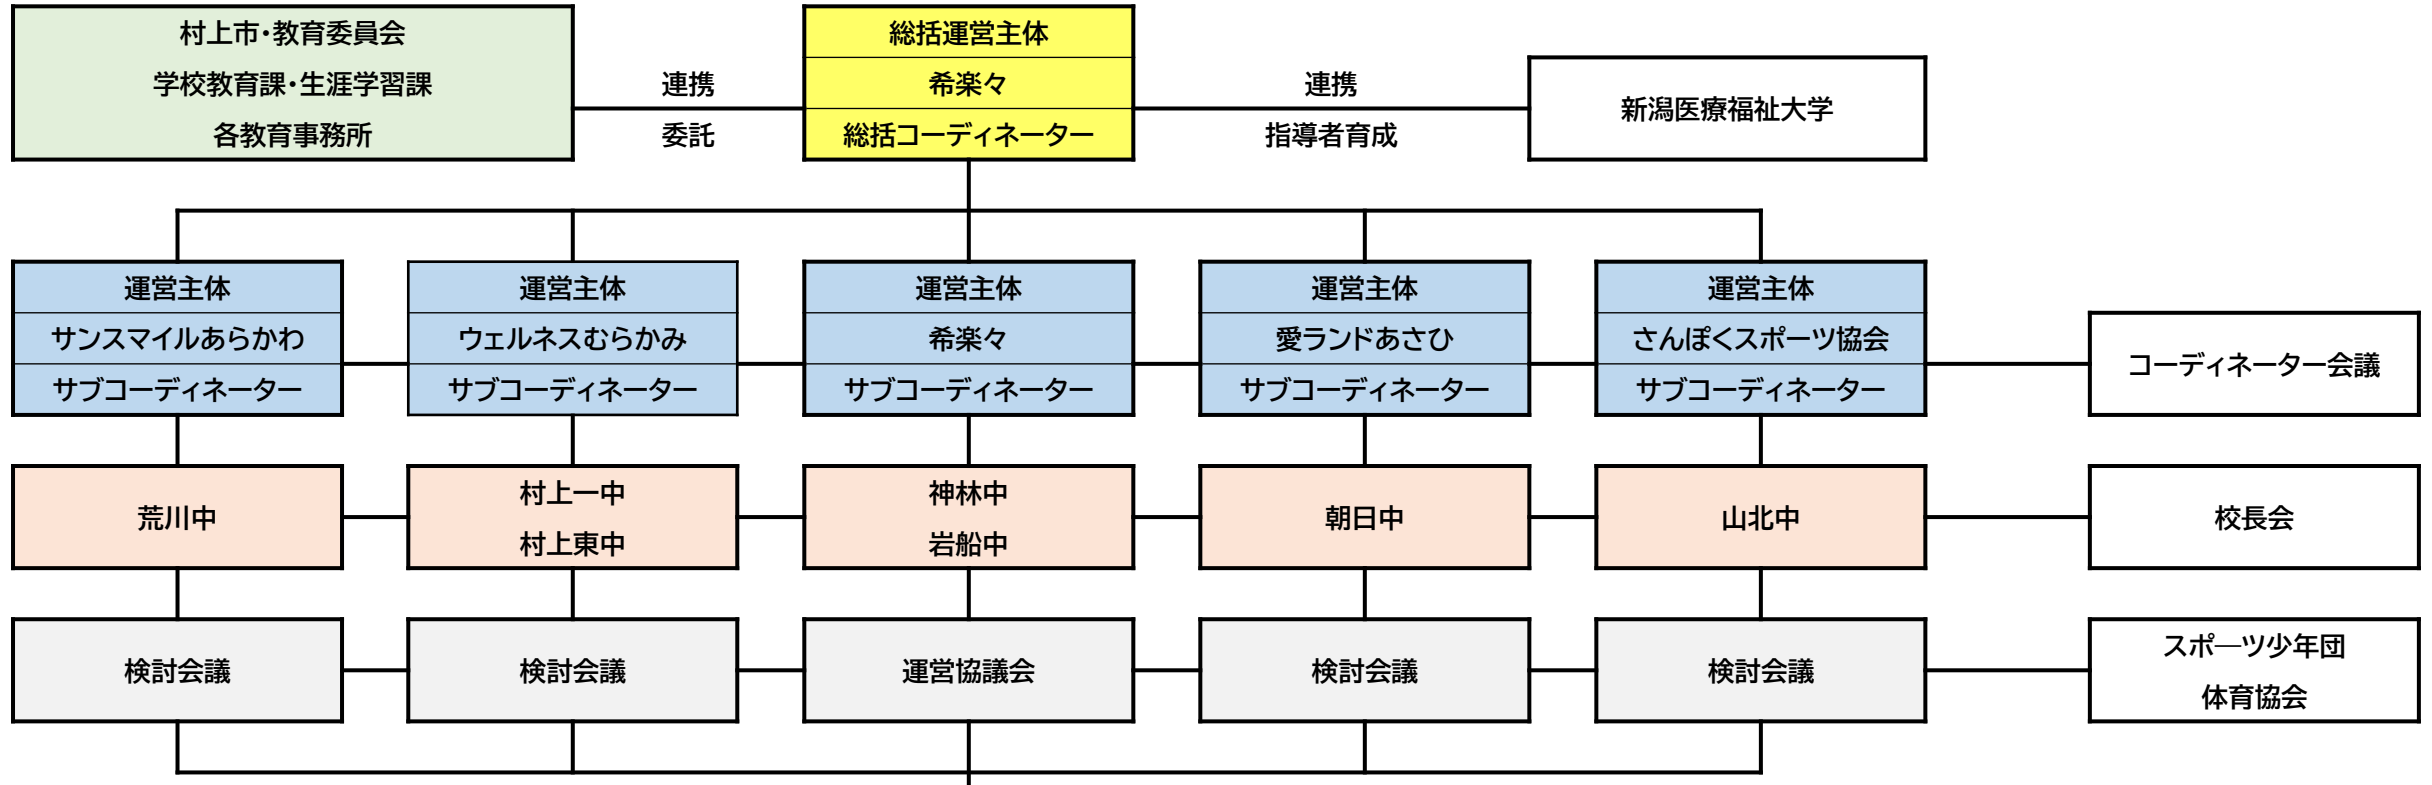 村上市・教育委員会
学校教育課・生涯学習課
各教育事務所
連携
委託
総括運営主体
希楽々
総括コーディネーター
連携
指導者育成
新潟医療福祉大学
運営主体
サンスマイルあらかわ
サブコーディネーター
運営主体
ウェルネスむらかみ
サブコーディネーター
運営主体
希楽々
サブコーディネーター
運営主体
愛ランドあさひ
サブコーディネーター
運営主体
さんぽくスポーツ協会
サブコーディネーター
コーディネーター会議
荒川中
村上一中
村上東中
神林中
岩船中
朝日中
山北中
校長会
検討会議
検討会議
運営協議会
検討会議
検討会議
スポ―ツ少年団
体育協会